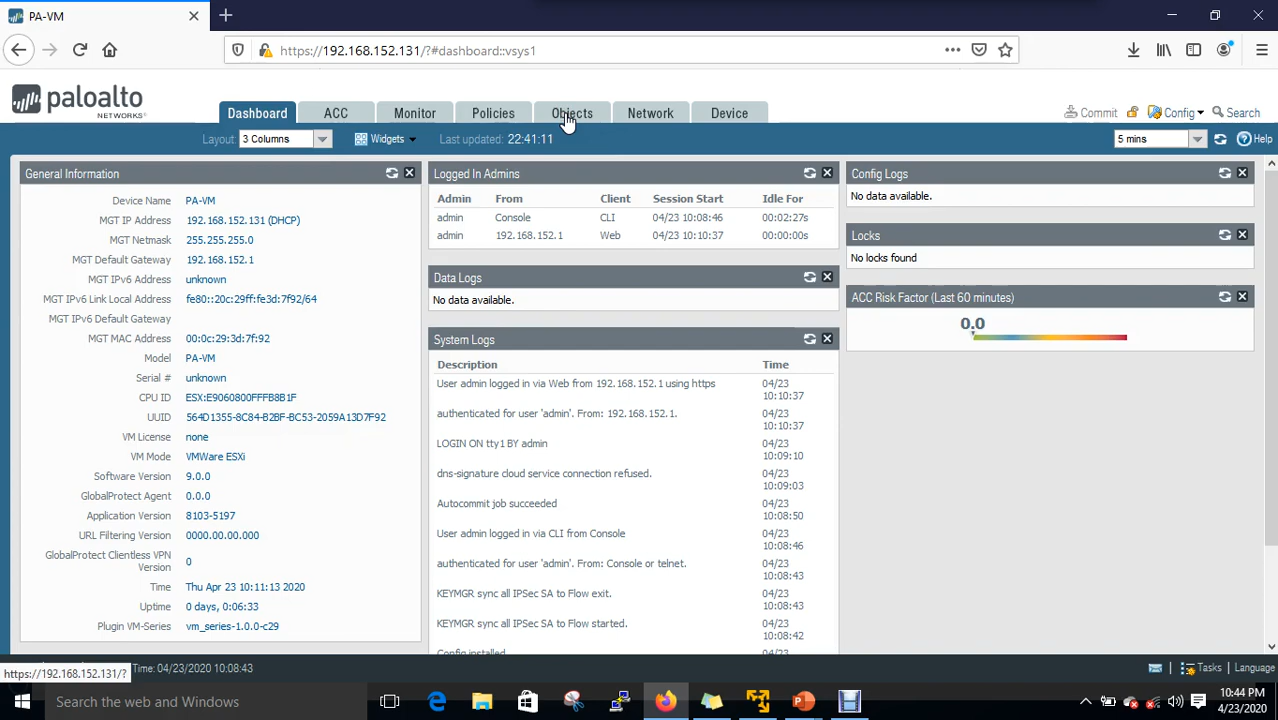 PA-VM
https://192.168.152.131/?#dashboard::vsys1
paloalto
NETWORKS
Dashboard ACC Monitor Policies Objects Network Device
Commit Config Search
Layout: 3 Columns Widgets Last updated: 22:41:11 5 mins Help
General Information
Device Name PA-VM
MGT IP Address 192.168.152.131 (DHCP)
MGT Netmask 255.255.255.0
MGT Default Gateway 192.168.152.1
MGT IPv6 Address unknown
MGT IPv6 Link Local Address fe80::20c:29ff:fe3d:7f92/64
MGT IPv6 Default Gateway
MGT MAC Address 00:0c:29:3d:7f:92
Model PA-VM
Serial # unknown
CPU ID ESX:E9060800FFFB8B1F
UUID 564D1355-8C84-B2BF-BC53-2059A13D7F92
VM License none
VM Mode VMWare ESXi
Software Version 9.0.0
GlobalProtect Agent 0.0.0
Application Version 8103-5197
URL Filtering Version 0000.00.00.000
GlobalProtect Clientless VPN
Version 0
Time Thu Apr 23 10:11:13 2020
Uptime 0 days, 0:06:33
Plugin VM-Series vm_series-1.0.0-c29
Logged In Admins
Admin From Client Session Start Idle For
admin Console CLI 04/23 10:08:46 00:02:27s
admin 192.168.152.1 Web 04/23 10:10:37 00:00:00s
Data Logs
No data available.
System Logs
Description Time
User admin logged in via Web from 192.168.152.1 using https 04/23
10:10:37
authenticated for user 'admin'. From: 192.168.152.1. 04/23
10:10:37
LOGIN ON tty1 BY admin 04/23
10:09:10
dns-signature cloud service connection refused. 04/23
10:09:03
Autocommit job succeeded 04/23
10:08:50
User admin logged in via CLI from Console 04/23
10:08:46
authenticated for user 'admin'. From: Console or telnet. 04/23
10:08:43
KEYMGR sync all IPSec SA to Flow exit. 04/23
10:08:43
KEYMGR sync all IPSec SA to Flow started. 04/23
10:08:42
Config installed 04/23
Config Logs
No data available.
Locks
No locks found
ACC Risk Factor (Last 60 minutes)
0.0
https://192.168.152.131/? Time: 04/23/2020 10:08:43 Tasks Language
Search the web and Windows
10:44 PM
4/23/2020